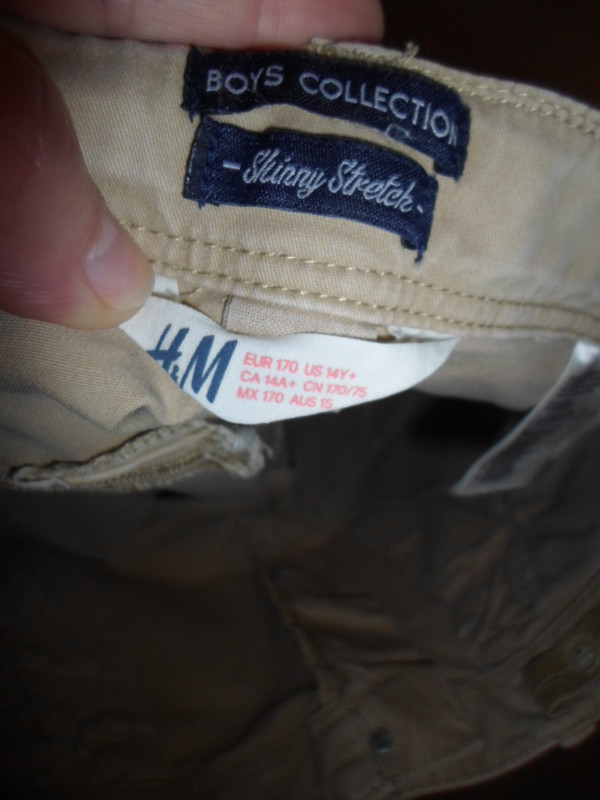 BOYS COLLECTION
- Skinny Stretch -
H&M
EUR 170 US 14Y+
CA 14A+ CN 170/75
MX 170 AUS 15